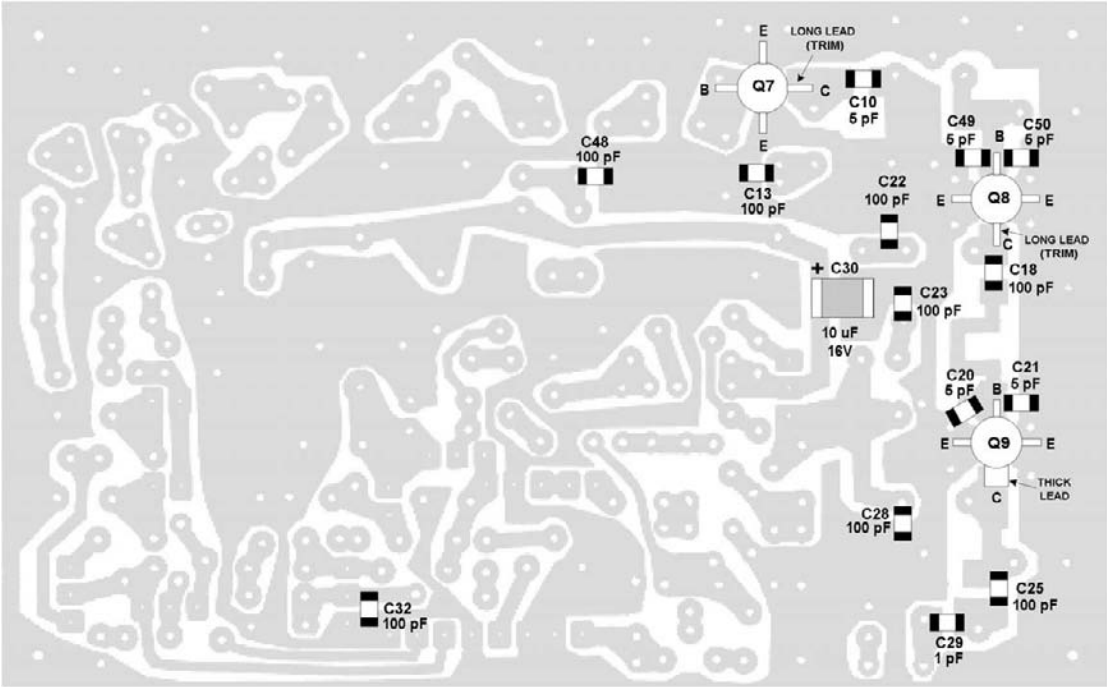 E
LONG LEAD
(TRIM)
B
Q7
C
E
C10
5 pF
C49
5 pF
C50
5 pF
B
C48
100 pF
C13
100 pF
C22
100 pF
E
Q8
E
C
LONG LEAD
(TRIM)
+ C30
10 uF
16V
C18
100 pF
C23
100 pF
C20
5 pF
C21
5 pF
B
E
Q9
E
C
THICK
LEAD
C28
100 pF
C32
100 pF
C25
100 pF
C29
1 pF